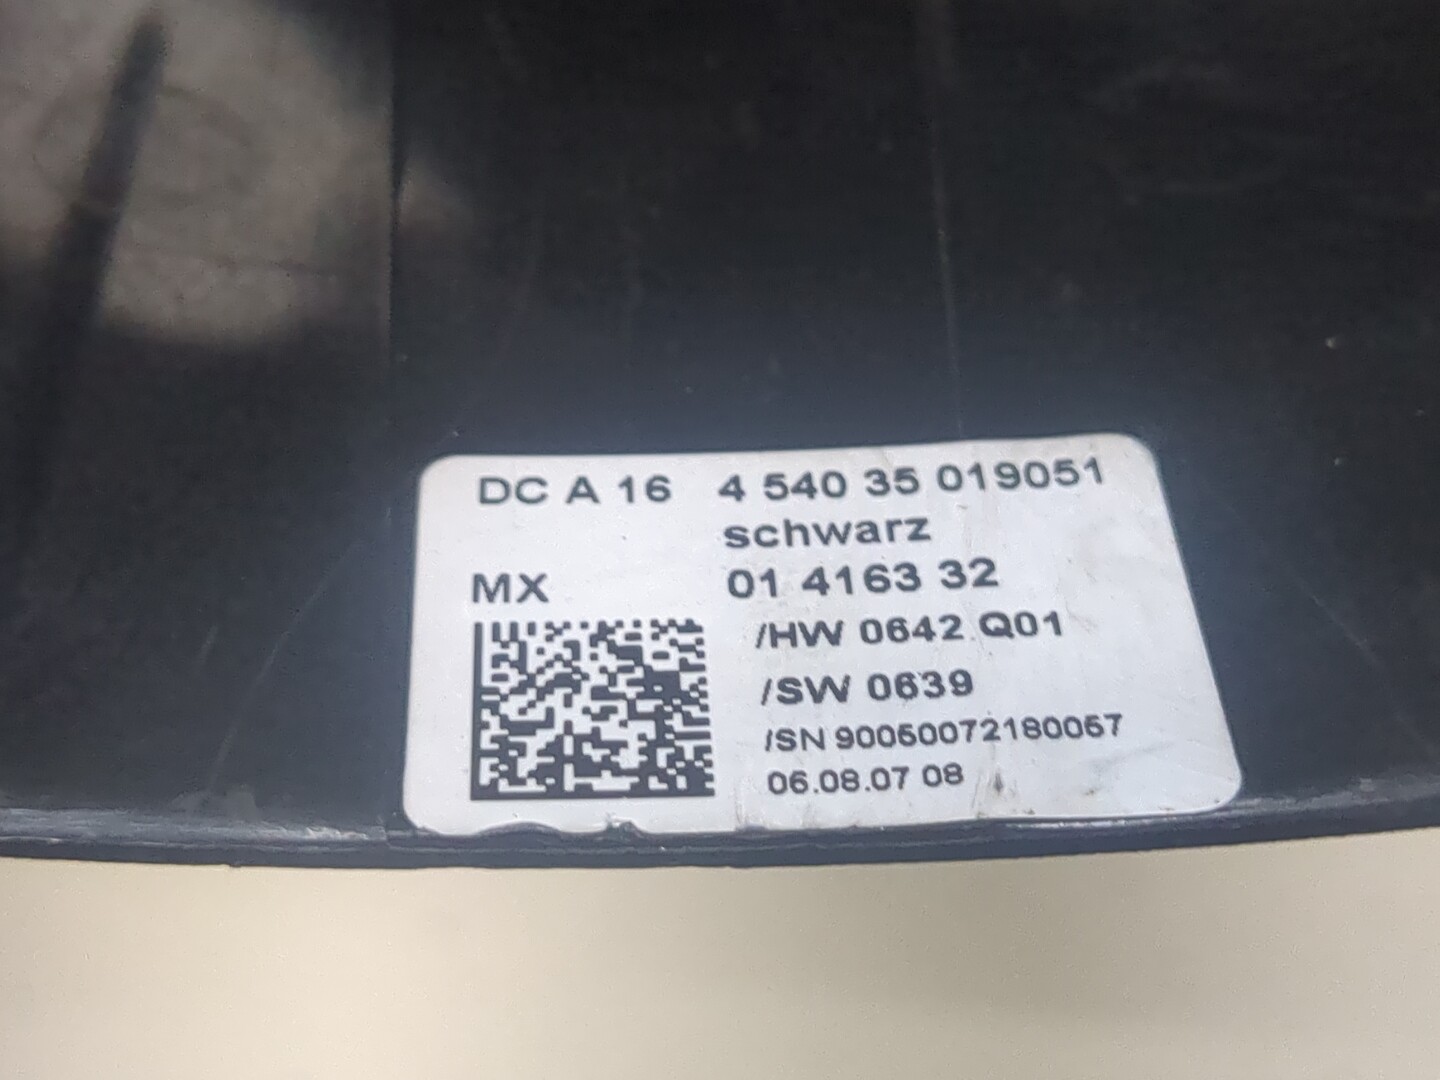 DC A 16 4 540 35 019051
schwarz
MX 01 4163 32
/HW 0642 Q01
/SW 0639
/SN 90050072180057
06.08.07 08